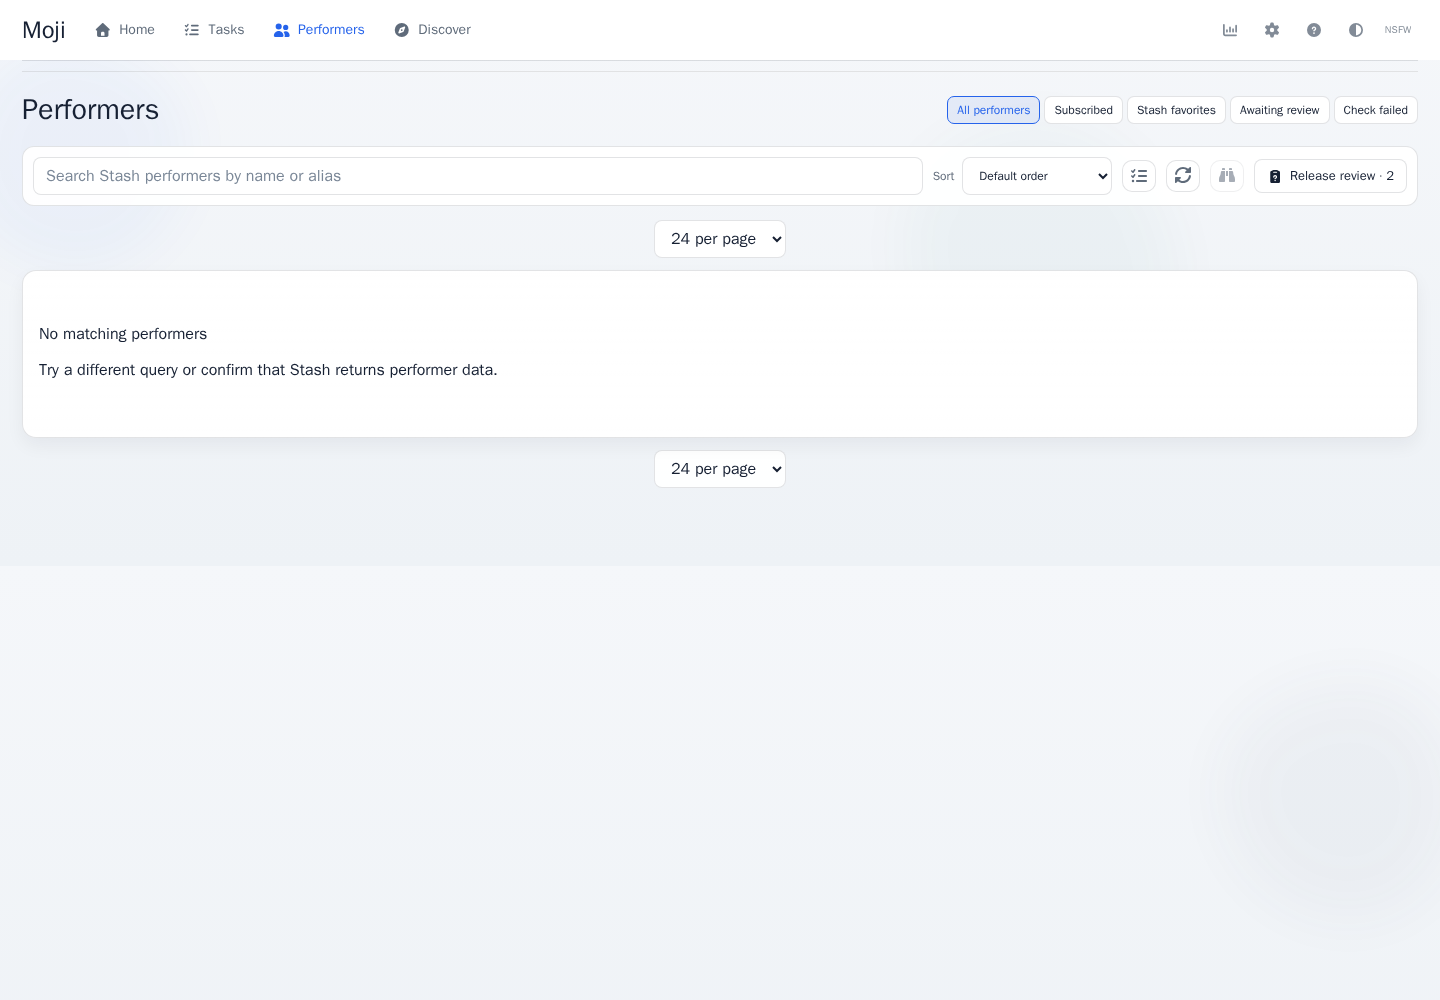 Moji
Home
Tasks
Performers
Discover
NSFW
Performers
All performers
Subscribed
Stash favorites
Awaiting review
Check failed
Search Stash performers by name or alias
Sort
Default order
Release review · 2
24 per page
No matching performers
Try a different query or confirm that Stash returns performer data.
24 per page